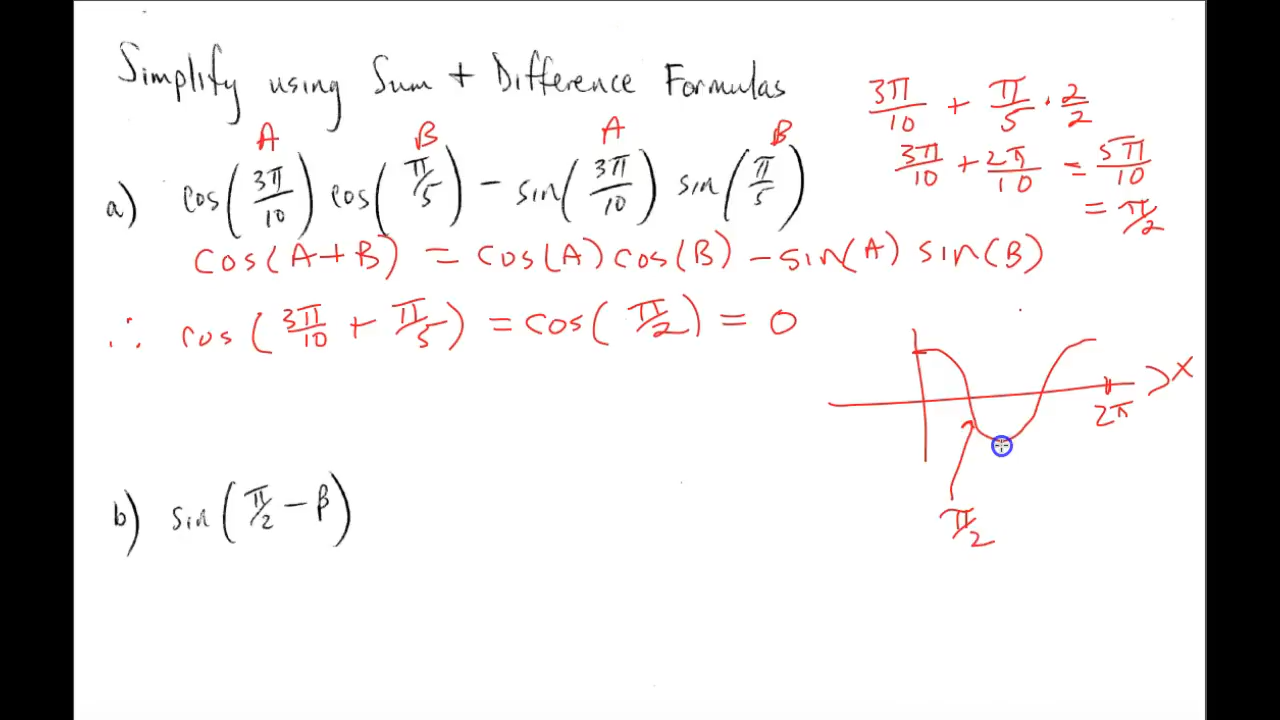 Simplify using Sum + Difference Formulas
A B A B
a) cos(3π/10) cos(π/5) - sin(3π/10) sin(π/5)
cos(A+B) = cos(A) cos(B) - sin(A) sin(B)
∴ cos(3π/10 + π/5) = cos(π/2) = 0
3π/10 + π/5 · 2/2
3π/10 + 2π/10 = 5π/10
= π/2
x
2π
π/2
b) sin(π/2 - β)